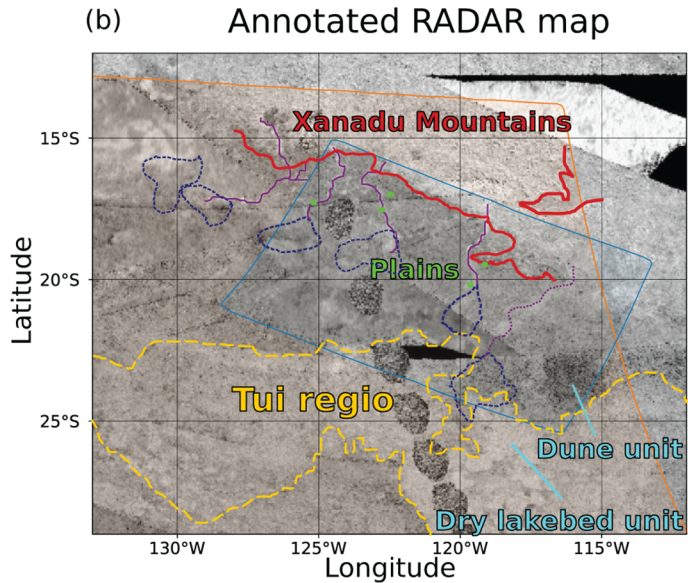 (b) Annotated RADAR map
Xanadu Mountains
15°S
Plains
20°S
Tui regio
25°S
Dune unit
Dry lakebed unit
130°W 125°W 120°W 115°W
Longitude
Latitude